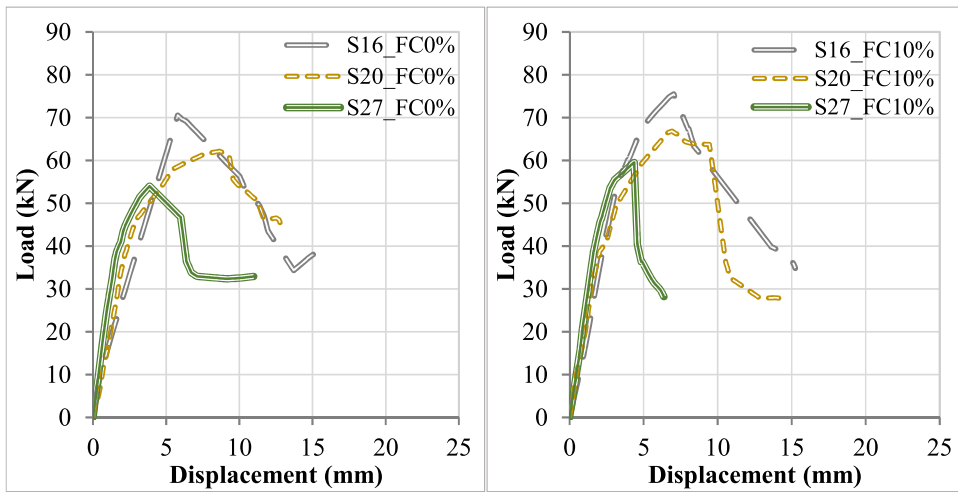 90
80
70
60
50
40
30
20
10
0
Load (kN)
S16_FC0%
S20_FC0%
S27_FC0%
0 5 10 15 20 25
Displacement (mm)
90
80
70
60
50
40
30
20
10
0
Load (kN)
S16_FC10%
S20_FC10%
S27_FC10%
0 5 10 15 20 25
Displacement (mm)